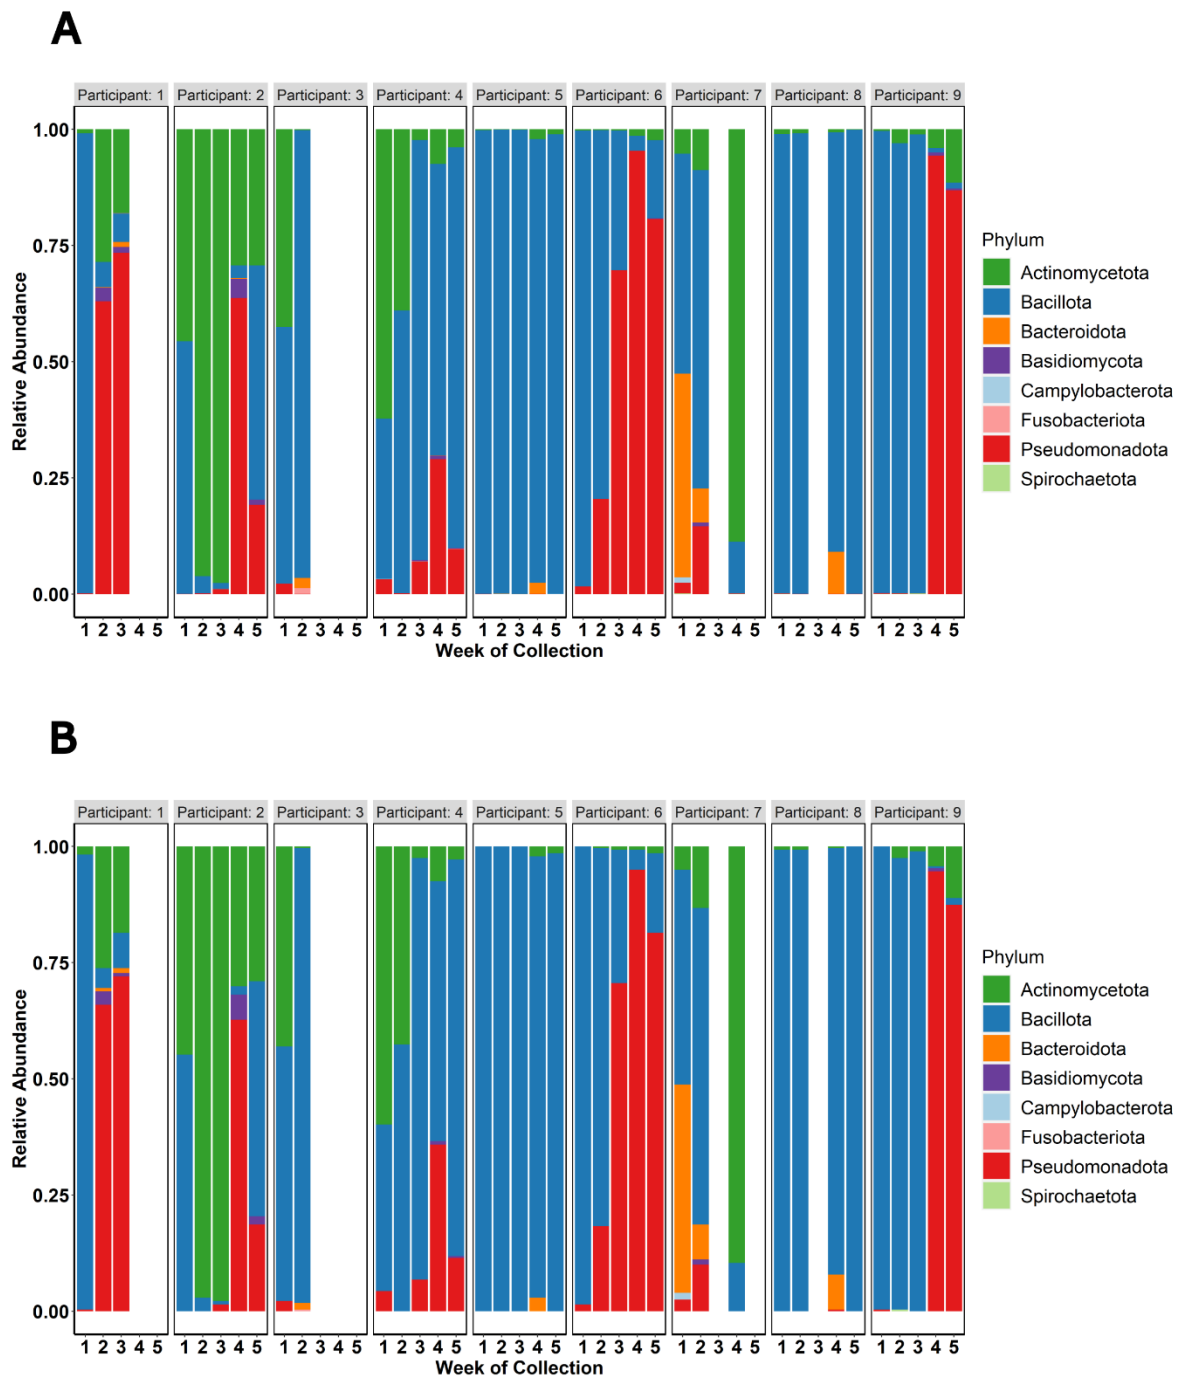 A
Participant: 1 Participant: 2 Participant: 3 Participant: 4 Participant: 5 Participant: 6 Participant: 7 Participant: 8 Participant: 9
1.00
0.75
0.50
0.25
0.00
Relative Abundance
1 2 3 4 5 1 2 3 4 5 1 2 3 4 5 1 2 3 4 5 1 2 3 4 5 1 2 3 4 5 1 2 3 4 5 1 2 3 4 5 1 2 3 4 5
Week of Collection
Phylum
Actinomycetota
Bacillota
Bacteroidota
Basidiomycota
Campylobacterota
Fusobacteriota
Pseudomonadota
Spirochaetota
B
Participant: 1 Participant: 2 Participant: 3 Participant: 4 Participant: 5 Participant: 6 Participant: 7 Participant: 8 Participant: 9
1.00
0.75
0.50
0.25
0.00
Relative Abundance
1 2 3 4 5 1 2 3 4 5 1 2 3 4 5 1 2 3 4 5 1 2 3 4 5 1 2 3 4 5 1 2 3 4 5 1 2 3 4 5 1 2 3 4 5
Week of Collection
Phylum
Actinomycetota
Bacillota
Bacteroidota
Basidiomycota
Campylobacterota
Fusobacteriota
Pseudomonadota
Spirochaetota